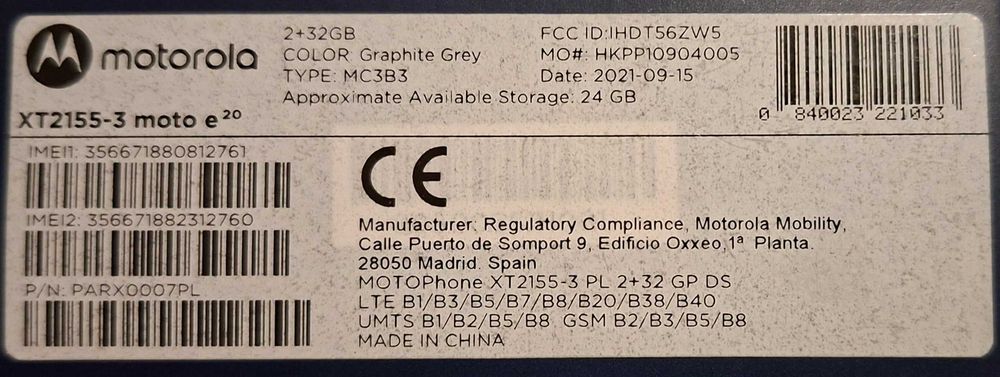 motorola
XT2155-3 moto e²⁰
2+32GB
COLOR: Graphite Grey
TYPE: MC3B3
Approximate Available Storage: 24 GB
FCC ID:IHDT56ZW5
MO#: HKPP10904005
Date: 2021-09-15
0 840023 221033
IMEI1: 356671880812761
IMEI2: 356671882312760
P/N: PARX0007PL
CE
Manufacturer: Regulatory Compliance, Motorola Mobility,
Calle Puerto de Somport 9, Edificio Oxxeo,1ª Planta.
28050 Madrid. Spain
MOTOPhone XT2155-3 PL 2+32 GP DS
LTE B1/B3/B5/B7/B8/B20/B38/B40
UMTS B1/B2/B5/B8 GSM B2/B3/B5/B8
MADE IN CHINA